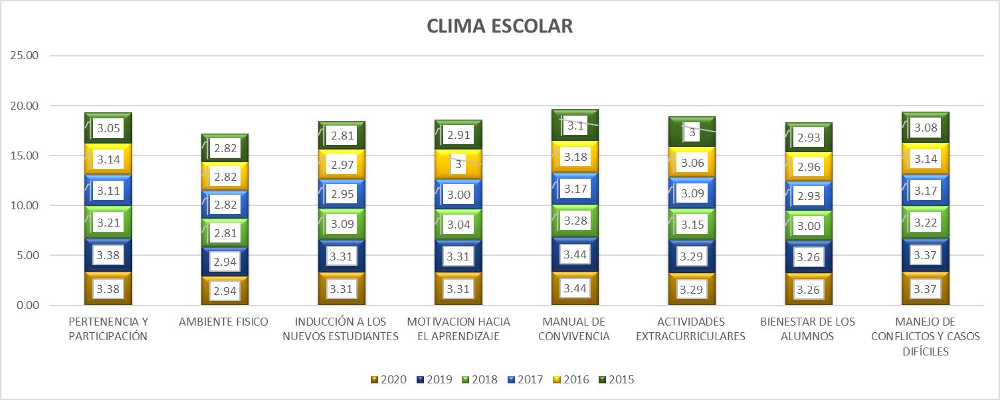 CLIMA ESCOLAR
25.00
20.00
3.05 2.82 2.81 2.91 3.1 3 2.93 3.08
15.00
3.14 2.82 2.97 3 3.18 3.06 2.96 3.14
3.11 2.82 2.95 3.00 3.17 3.09 2.93 3.17
10.00
3.21 2.81 3.09 3.04 3.28 3.15 3.00 3.22
5.00
3.38 2.94 3.31 3.31 3.44 3.29 3.26 3.37
3.38 2.94 3.31 3.31 3.44 3.29 3.26 3.37
0.00
PERTENENCIA Y
PARTICIPACIÓN
AMBIENTE FISICO
INDUCCIÓN A LOS
NUEVOS ESTUDIANTES
MOTIVACION HACIA
EL APRENDIZAJE
MANUAL DE
CONVIVENCIA
ACTIVIDADES
EXTRACURRICULARES
BIENESTAR DE LOS
ALUMNOS
MANEJO DE
CONFLICTOS Y CASOS
DIFÍCILES
2020 2019 2018 2017 2016 2015